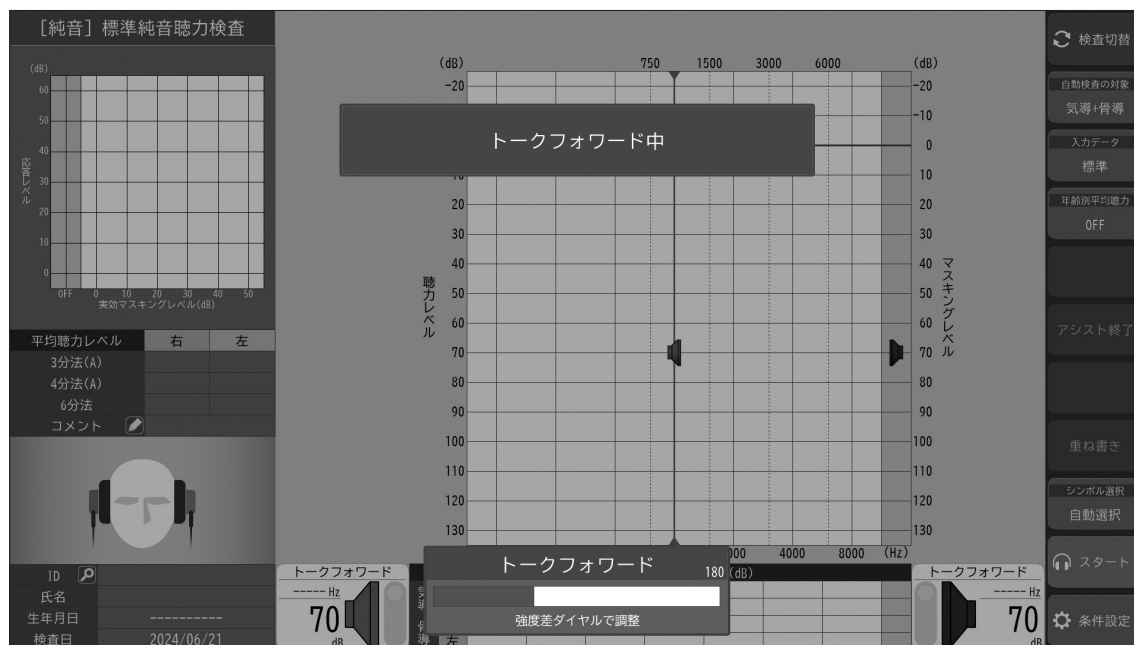 ［純音］標準純音聴力検査
(dB)
60
50
40
30
20
10
0
応答レベル
OFF 0 10 20 30 40 50
実効マスキングレベル(dB)
平均聴力レベル 右 左
3分法(A)
4分法(A)
6分法
コメント
ID
氏名
生年月日 ----------
検査日 2024/06/21
(dB) 750 1500 3000 6000 (dB)
-20 -20
-10
トークフォワード中
0
10
20 20
30 30
40 40
50 50
60 60
70 70
80 80
90 90
100 100
110 110
120 120
130 130
聴力レベル
マスキングレベル
4000 8000 (Hz)
トークフォワード
180 (dB)
強度差ダイヤルで調整
トークフォワード
----- Hz
70
dB
左
トークフォワード
----- Hz
70
dB
検査切替
自動検査の対象
気導+骨導
入力データ
標準
年齢別平均聴力
OFF
アシスト終了
重ね書き
シンボル選択
自動選択
スタート
条件設定